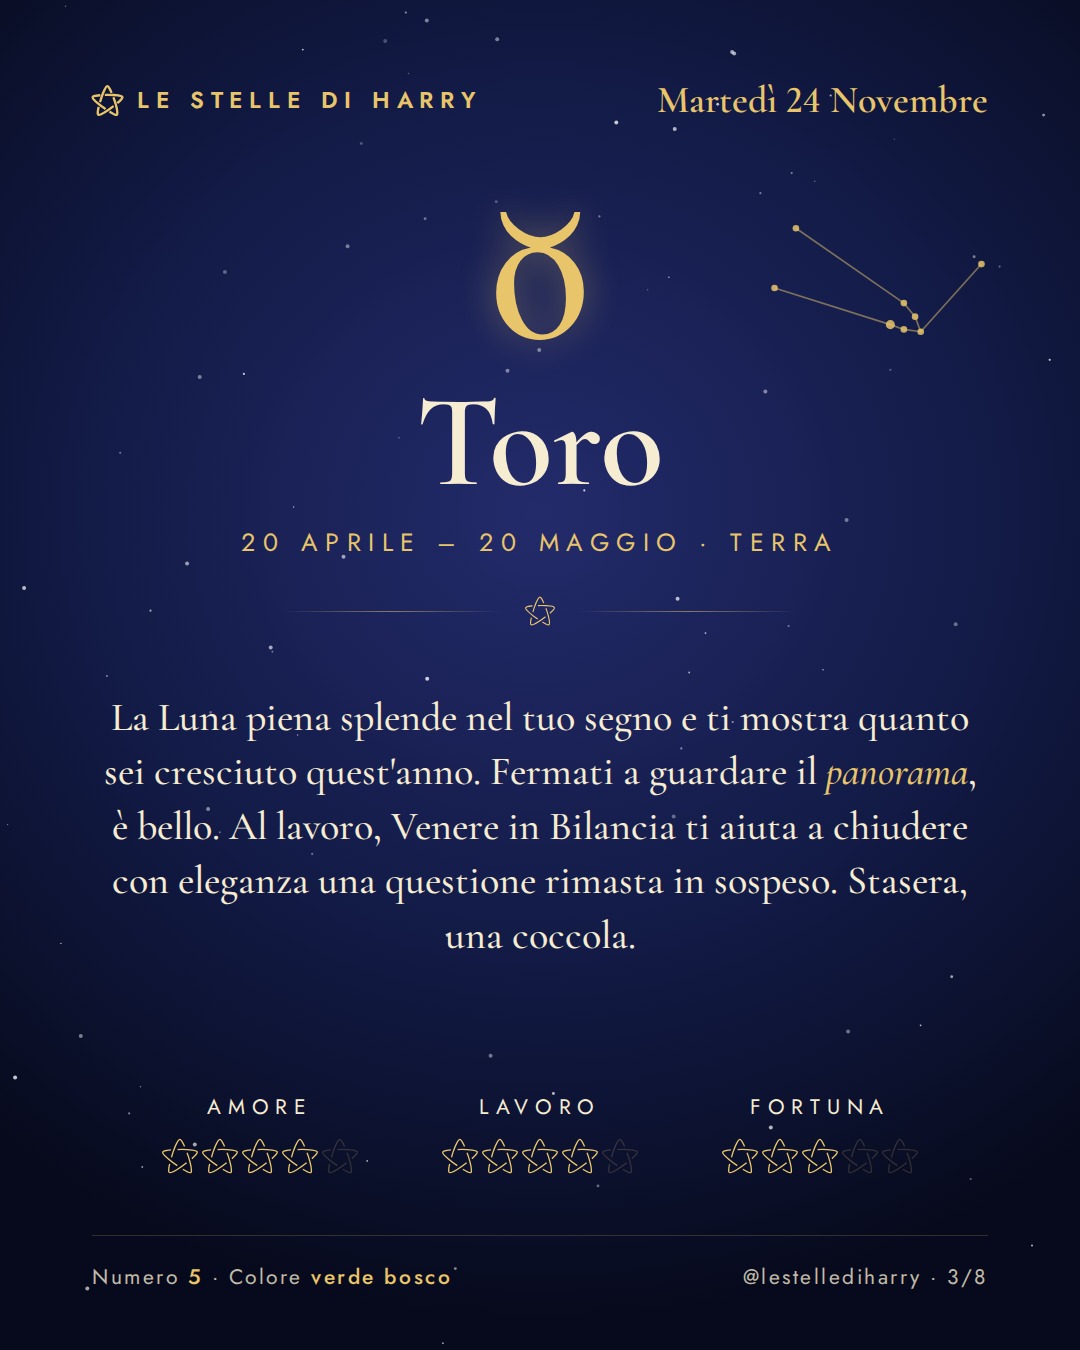 LE STELLE DI HARRY
Martedì 24 Novembre
♉
Toro
20 APRILE – 20 MAGGIO · TERRA
La Luna piena splende nel tuo segno e ti mostra quanto
sei cresciuto quest'anno. Fermati a guardare il panorama,
è bello. Al lavoro, Venere in Bilancia ti aiuta a chiudere
con eleganza una questione rimasta in sospeso. Stasera,
una coccola.
AMORE
LAVORO
FORTUNA
Numero 5 · Colore verde bosco
@lestellediharry · 3/8